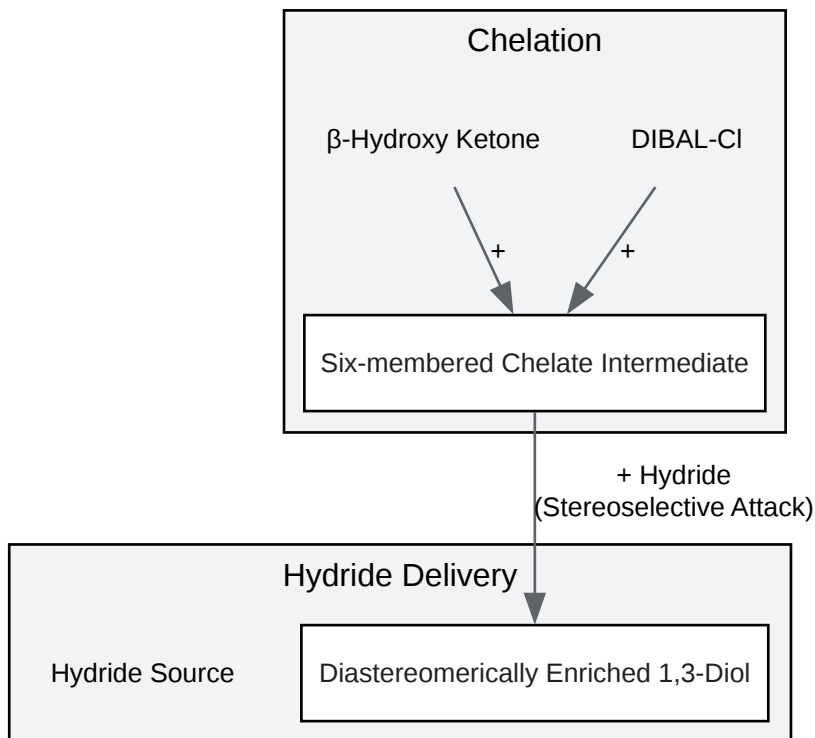 Chelation
β-Hydroxy Ketone
DIBAL-Cl
+
+
Six-membered Chelate Intermediate
+ Hydride
(Stereoselective Attack)
Hydride Delivery
Hydride Source
Diastereomerically Enriched 1,3-Diol